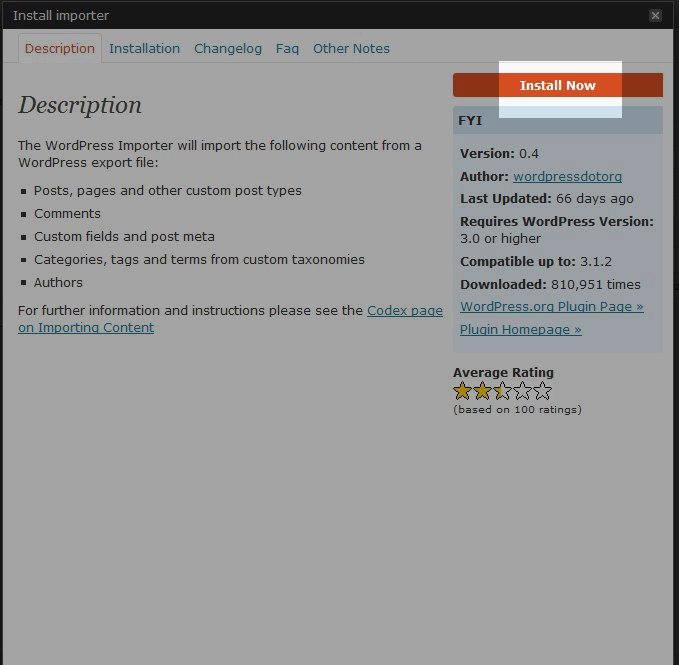 Install importer
Description Installation Changelog Faq Other Notes
Install Now
Description
The WordPress Importer will import the following content from a
WordPress export file:
Posts, pages and other custom post types
Comments
Custom fields and post meta
Categories, tags and terms from custom taxonomies
Authors
For further information and instructions please see the Codex page
on Importing Content
FYI
Version: 0.4
Author: wordpressdotorg
Last Updated: 66 days ago
Requires WordPress Version:
3.0 or higher
Compatible up to: 3.1.2
Downloaded: 810,951 times
WordPress.org Plugin Page »
Plugin Homepage »
Average Rating
(based on 100 ratings)